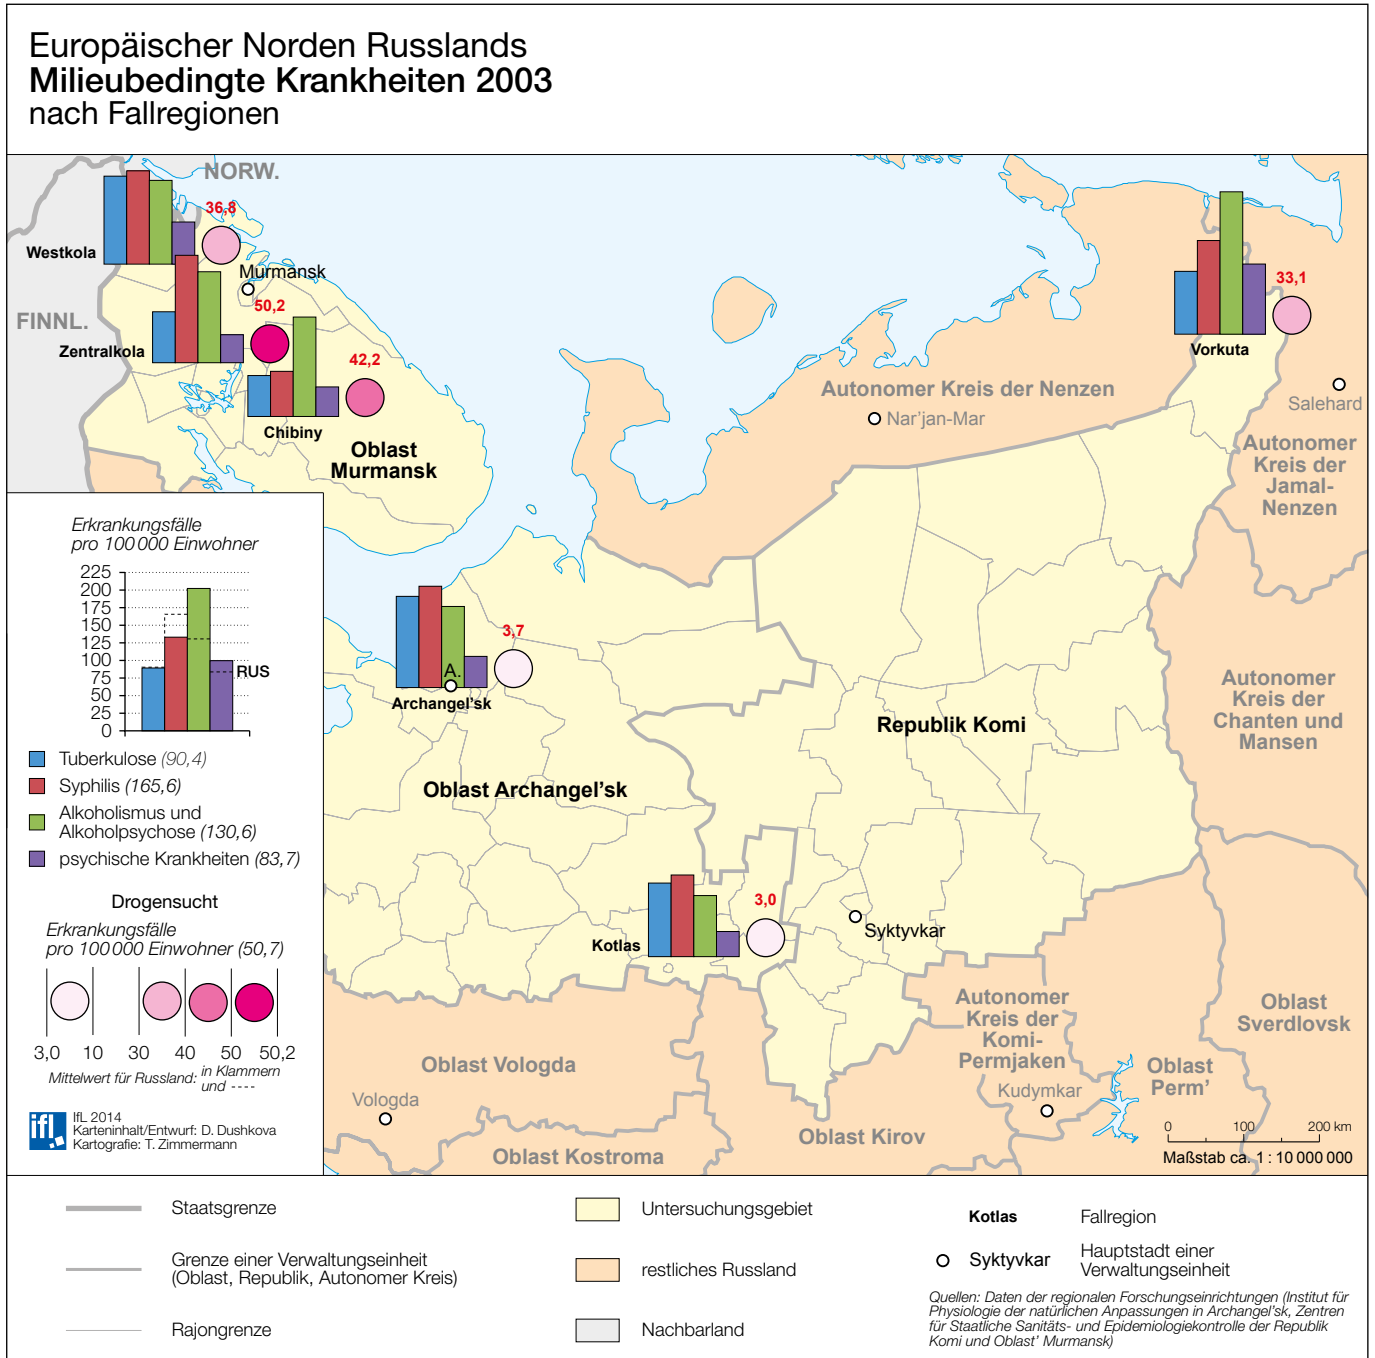 Europäischer Norden Russlands
Milieubedingte Krankheiten 2003
nach Fallregionen
NORW.
36,8
Westkola
Murmansk
50,2
FINNL.
Zentralkola
42,2
Chibiny
Oblast
Murmansk
33,1
Vorkuta
Autonomer Kreis der Nenzen
Nar'jan-Mar
Salehard
Autonomer
Kreis der
Jamal-
Nenzen
Erkrankungsfälle
pro 100 000 Einwohner
225
200
175
150
125
100
75
50
25
0
RUS
Tuberkulose (90,4)
Syphilis (165,6)
Alkoholismus und
Alkoholpsychose (130,6)
psychische Krankheiten (83,7)
Drogensucht
Erkrankungsfälle
pro 100 000 Einwohner (50,7)
3,0 10 30 40 50 50,2
Mittelwert für Russland: in Klammern
und ----
ifl
IfL 2014
Karteninhalt/Entwurf: D. Dushkova
Kartografie: T. Zimmermann
3,7
A.
Archangel'sk
Oblast Archangel'sk
Republik Komi
Autonomer
Kreis der
Chanten und
Mansen
3,0
Kotlas
Syktyvkar
Autonomer
Kreis der
Komi-
Permjaken
Kudymkar
Oblast
Sverdlovsk
Oblast
Perm'
Oblast Vologda
Vologda
Oblast Kostroma
Oblast Kirov
0 100 200 km
Maßstab ca. 1 : 10 000 000
Staatsgrenze
Grenze einer Verwaltungseinheit
(Oblast, Republik, Autonomer Kreis)
Rajongrenze
Untersuchungsgebiet
restliches Russland
Nachbarland
Kotlas Fallregion
Syktyvkar Hauptstadt einer
Verwaltungseinheit
Quellen: Daten der regionalen Forschungseinrichtungen (Institut für
Physiologie der natürlichen Anpassungen in Archangel'sk, Zentren
für Staatliche Sanitäts- und Epidemiologiekontrolle der Republik
Komi und Oblast' Murmansk)